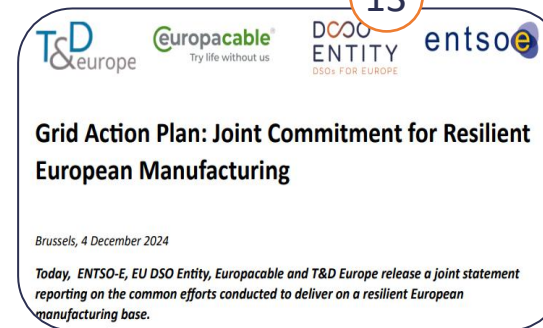 13
T&D europe
europacable®
Try life without us
DSO ENTITY
DSOs FOR EUROPE
entsoe
Grid Action Plan: Joint Commitment for Resilient
European Manufacturing
Brussels, 4 December 2024
Today, ENTSO-E, EU DSO Entity, Europacable and T&D Europe release a joint statement
reporting on the common efforts conducted to deliver on a resilient European
manufacturing base.